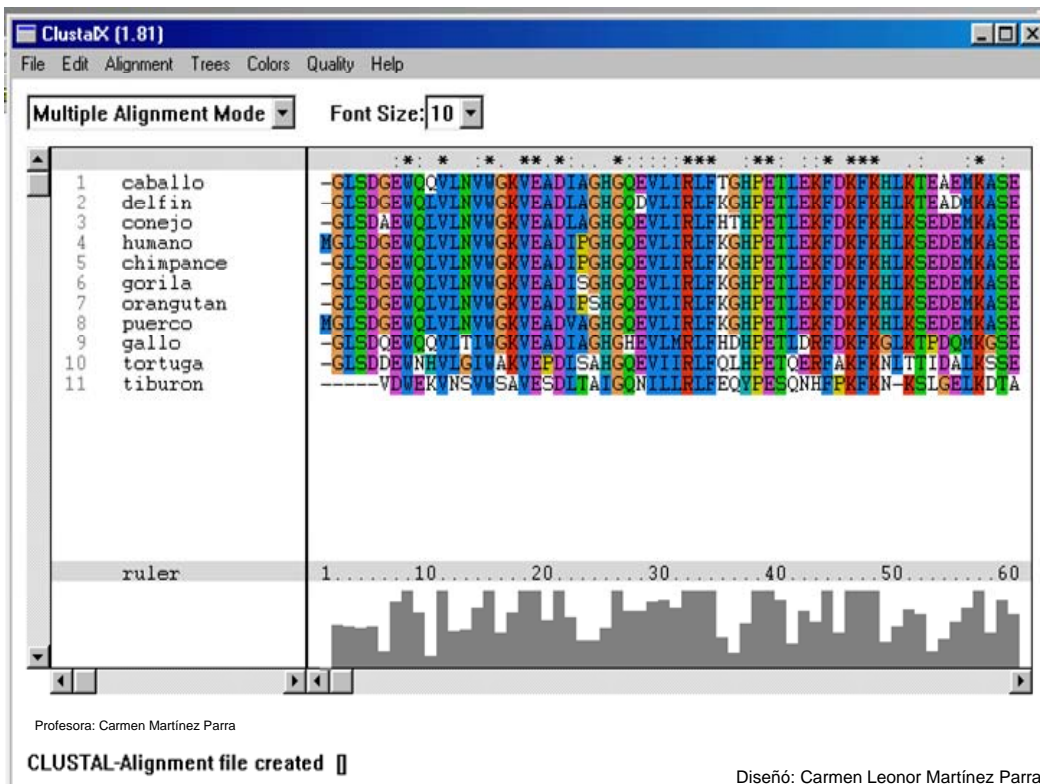 ClustalX (1.81)
File Edit Alignment Trees Colors Quality Help
Multiple Alignment Mode Font Size: 10
:*: * :*. **.*:.. *:::::*** :**:: :* *** .: :* :
1 caballo -GLSDGEWQQVLNVWGKVEADIAGHGQEVLIRLFTGHPETLEKFDKFKHLKTEAEMKASE
2 delfin -GLSDGEWQLVLNVWGKVEADLAGHGQDVLIRLFKGHPETLEKFDKFKHLKTEADMKASE
3 conejo -GLSDAEWQLVLNVWGKVEADLAGHGQEVLIRLFHTHPETLEKFDKFKHLKSEDEMKASE
4 humano MGLSDGEWQLVLNVWGKVEADIPGHGQEVLIRLFKGHPETLEKFDKFKHLKSEDEMKASE
5 chimpance -GLSDGEWQLVLNVWGKVEADIPGHGQEVLIRLFKGHPETLEKFDKFKHLKSEDEMKASE
6 gorila -GLSDGEWQLVLNVWGKVEADISGHGQEVLIRLFKGHPETLEKFDKFKHLKSEDEMKASE
7 orangutan -GLSDGEWQLVLNVWGKVEADIPSHGQEVLIRLFKGHPETLEKFDKFKHLKSEDEMKASE
8 puerco MGLSDGEWQLVLNVWGKVEADVAGHGQEVLIRLFKGHPETLEKFDKFKHLKSEDEMKASE
9 gallo -GLSDQEWQQVLTIWGKVEADIAGHGHEVLMRLFHDHPETLDRFDKFKGLKTPDQMKGSE
10 tortuga -GLSDDEWNHVLGIWAKVEPDLSAHGQEVIIRLFQLHPETQERFAKFKNLTTIDALKSSE
11 tiburon -----VDWEKVNSVWSAVESDLTAIGQNILLRLFEQYPESQNHFPKFKN-KSLGELKDTA
ruler 1.......10........20........30........40........50........60
Profesora: Carmen Martínez Parra
CLUSTAL-Alignment file created []
Diseñó: Carmen Leonor Martínez Parra